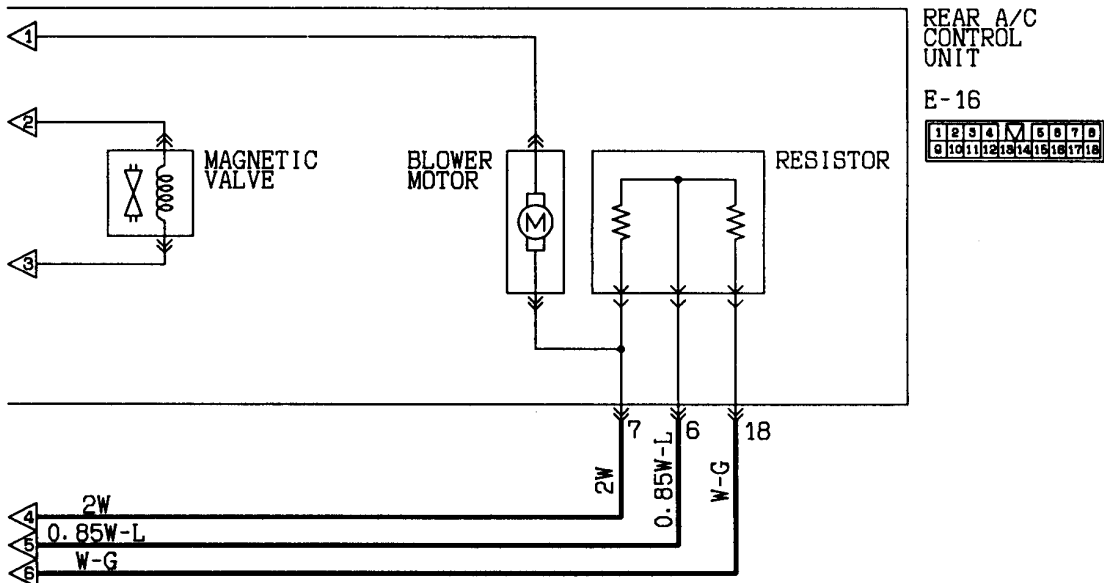 1
REAR A/C
CONTROL
UNIT
E-16
1 2 3 4 5 6 7 8
9 10 11 12 13 14 15 16 17 18
2
MAGNETIC
VALVE
BLOWER
MOTOR
RESISTOR
M
3
7 6 18
2W
0.85W-L
W-G
4 2W
5 0.85W-L
6 W-G